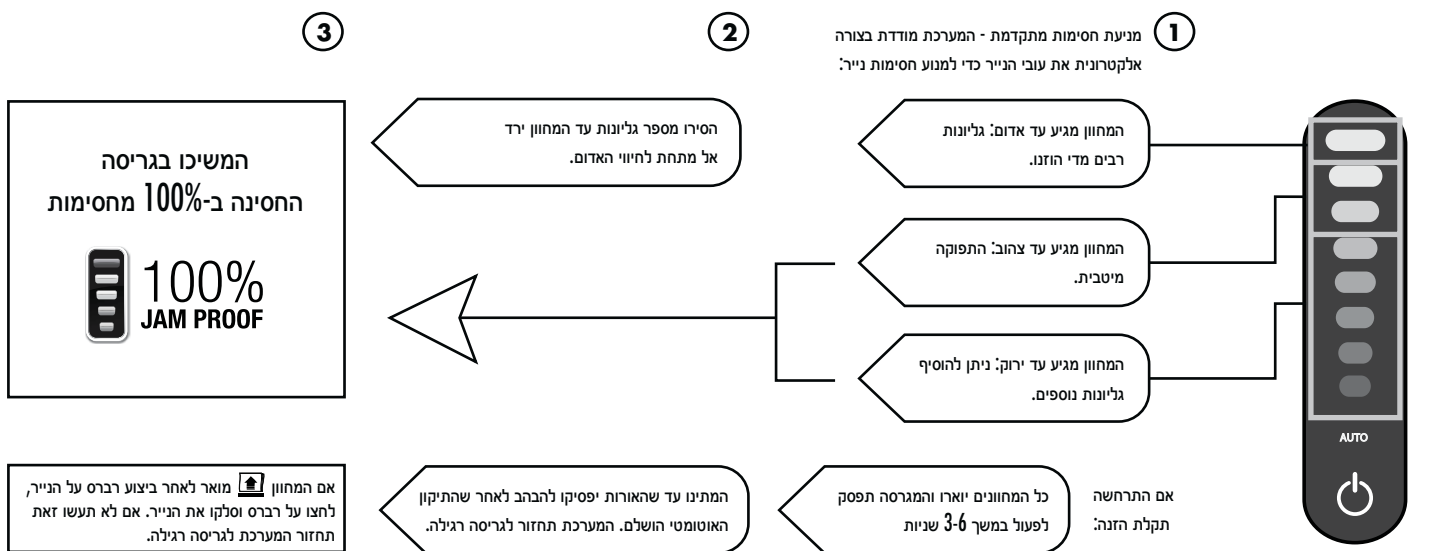 1
מניעת חסימות מתקדמת - המערכת מודדת בצורה
אלקטרונית את עובי הנייר כדי למנוע חסימות נייר:
המחוון מגיע עד אדום: גליונות
רבים מדי הוזנו.
המחוון מגיע עד צהוב: התפוקה
מיטבית.
המחוון מגיע עד ירוק: ניתן להוסיף
גליונות נוספים.
AUTO
2
הסירו מספר גליונות עד המחוון ירד
אל מתחת לחיווי האדום.
3
המשיכו בגריסה
החסינה ב-100% מחסימות
100%
JAM PROOF
אם התרחשה
תקלת הזנה:
כל המחוונים יוארו והמגרסה תפסק
לפעול במשך 3-6 שניות
המתינו עד שהאורות יפסיקו להבהב לאחר שהתיקון
האוטומטי הושלם. המערכת תחזור לגריסה רגילה.
אם המחוון מואר לאחר ביצוע רברס על הנייר,
לחצו על רברס וסלקו את הנייר. אם לא תעשו זאת
תחזור המערכת לגריסה רגילה.